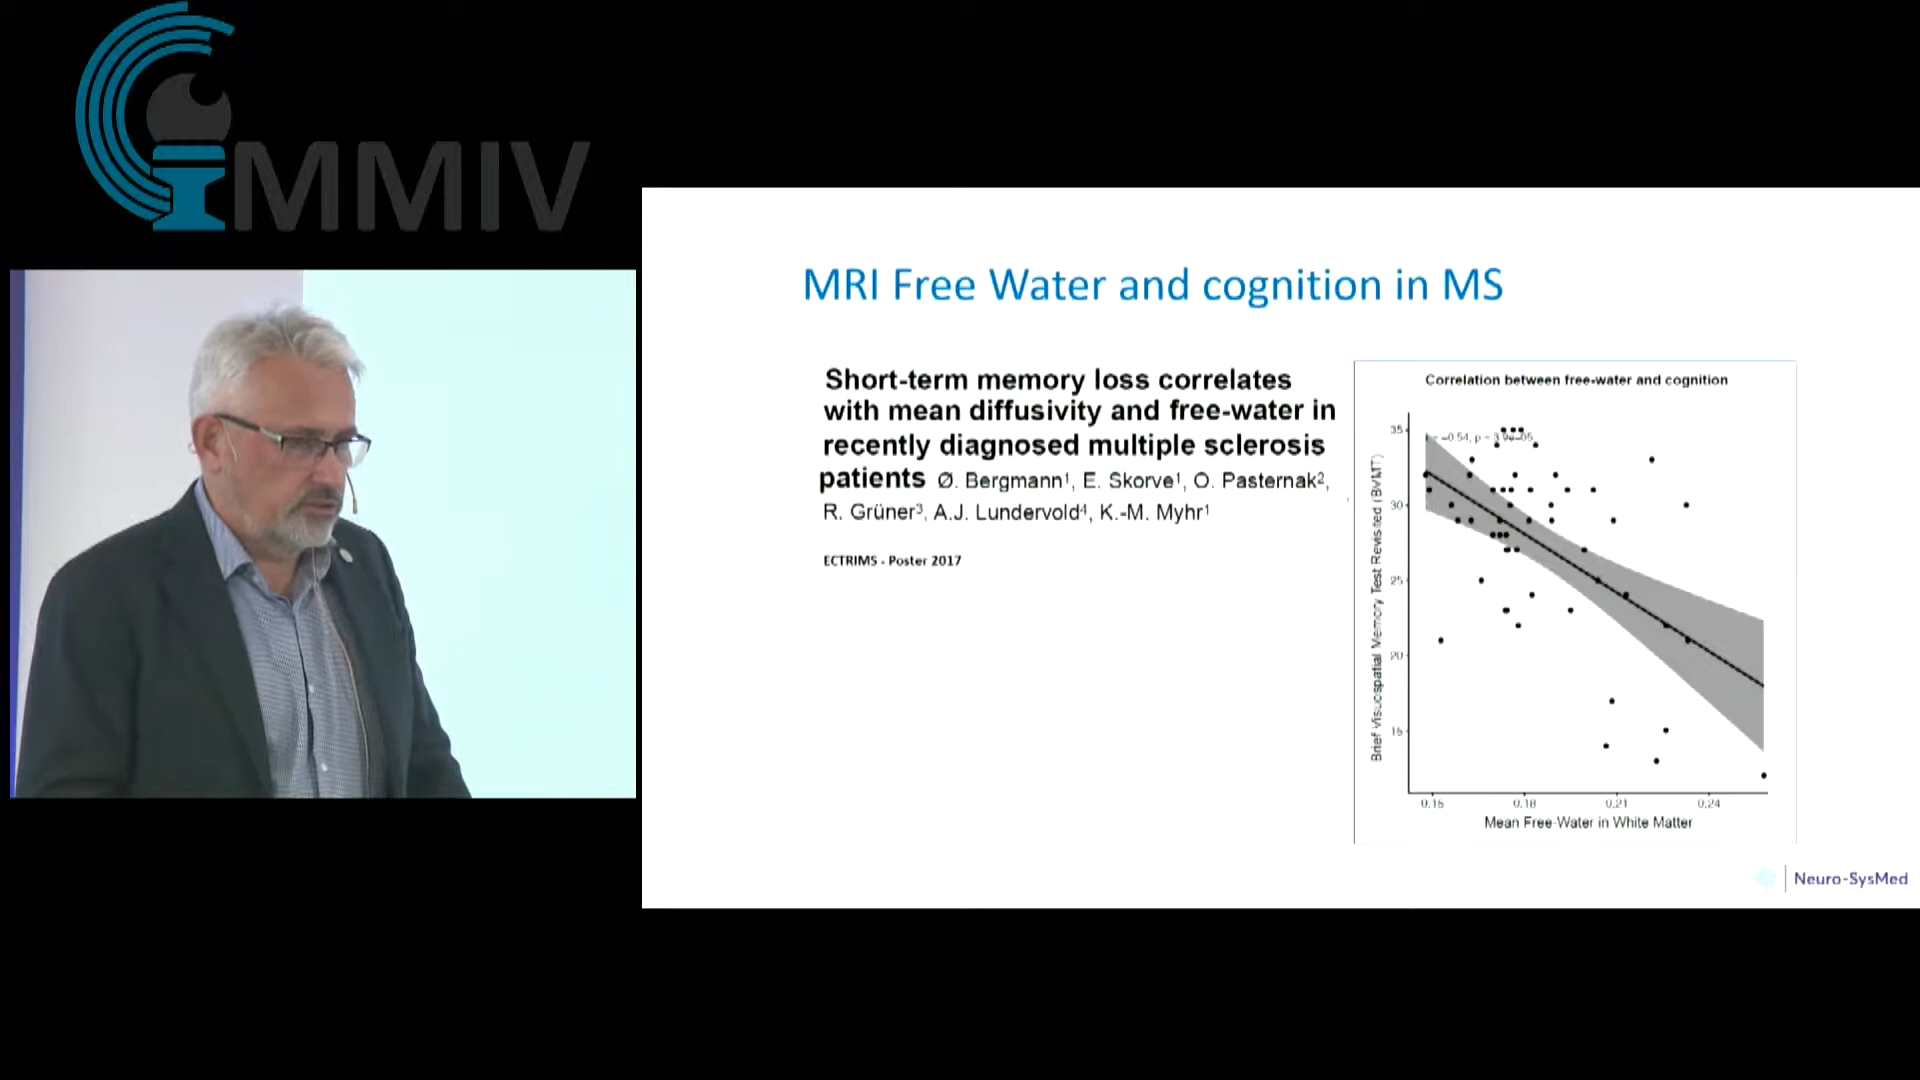 MMIV
MRI Free Water and cognition in MS
Short-term memory loss correlates
with mean diffusivity and free-water in
recently diagnosed multiple sclerosis
patients Ø. Bergmann¹, E. Skorve¹, O. Pasternak²,
R. Grüner³, A.J. Lundervold⁴, K.-M. Myhr¹
ECTRIMS - Poster 2017
Correlation between free-water and cognition
35
-0.54, p =
30
25
20
15
Brief Visuospatial Memory Test Revisited (BVMT)
0.15 0.18 0.21 0.24
Mean Free-Water in White Matter
Neuro-SysMed